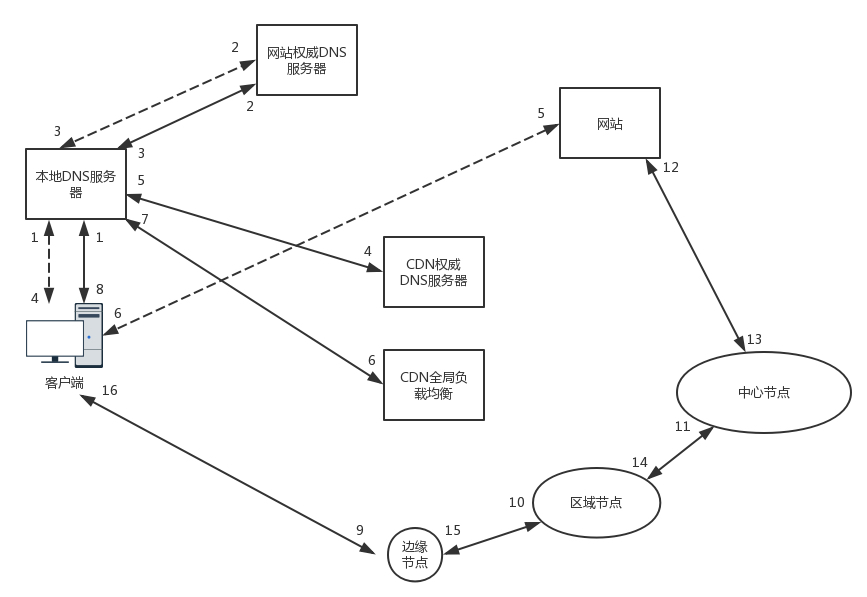 2
网站权威DNS
服务器
2
3
3
5
网站
本地DNS服务
器
5
12
7
1
1
4
CDN权威
DNS服务器
4
8
6
13
6
CDN全局负
载均衡
客户端
16
中心节点
11
14
10
区域节点
9
15
边缘
节点